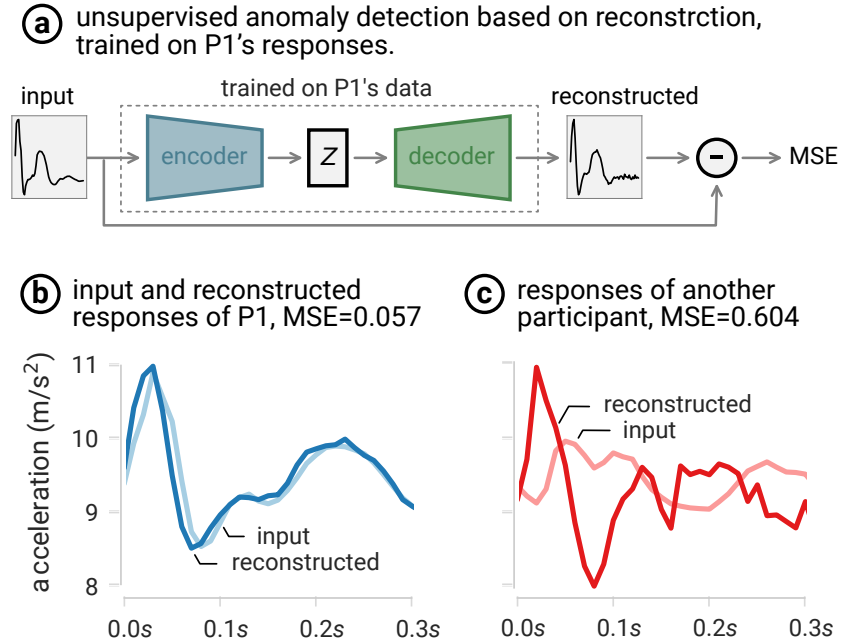 a unsupervised anomaly detection based on reconstrction,
trained on P1's responses.
trained on P1's data
input
reconstructed
encoder
Z
decoder
-
MSE
b input and reconstructed
responses of P1, MSE=0.057
c responses of another
participant, MSE=0.604
acceleration (m/s²)
11
10
9
8
input
reconstructed
0.0s 0.1s 0.2s 0.3s
reconstructed
input
0.0s 0.1s 0.2s 0.3s